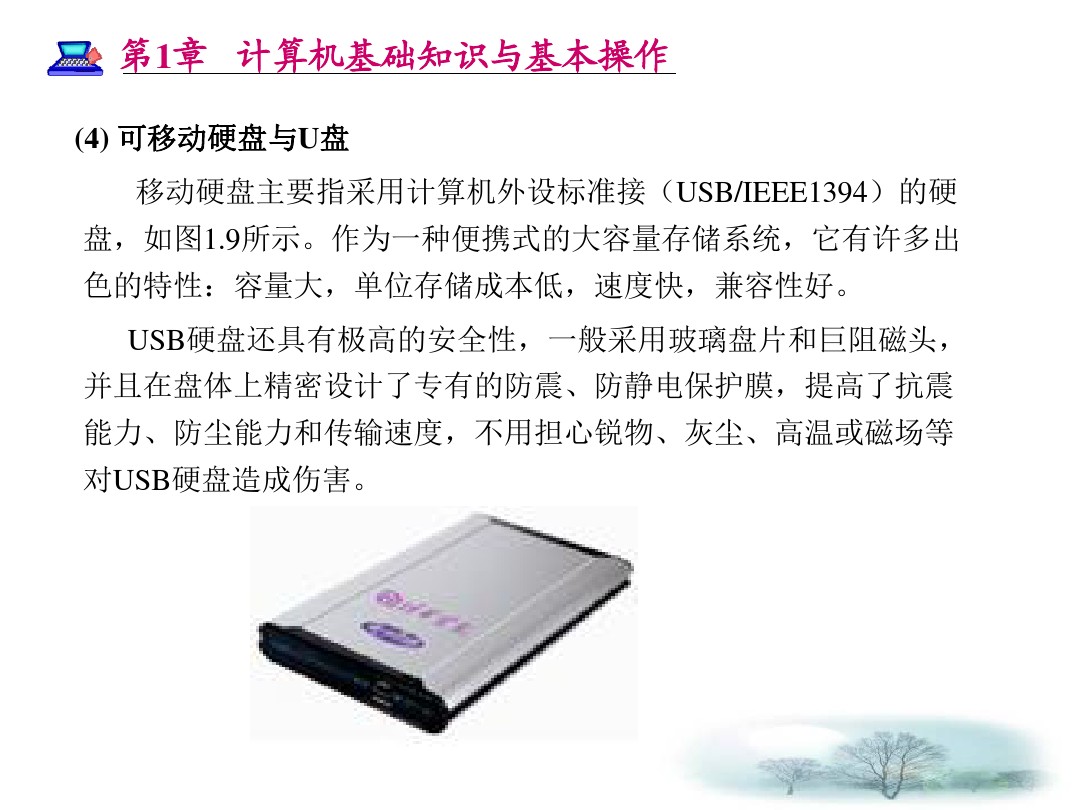 第1章 计算机基础知识与基本操作
(4) 可移动硬盘与U盘
移动硬盘主要指采用计算机外设标准接（USB/IEEE1394）的硬
盘，如图1.9所示。作为一种便携式的大容量存储系统，它有许多出
色的特性：容量大，单位存储成本低，速度快，兼容性好。
USB硬盘还具有极高的安全性，一般采用玻璃盘片和巨阻磁头，
并且在盘体上精密设计了专有的防震、防静电保护膜，提高了抗震
能力、防尘能力和传输速度，不用担心锐物、灰尘、高温或磁场等
对USB硬盘造成伤害。